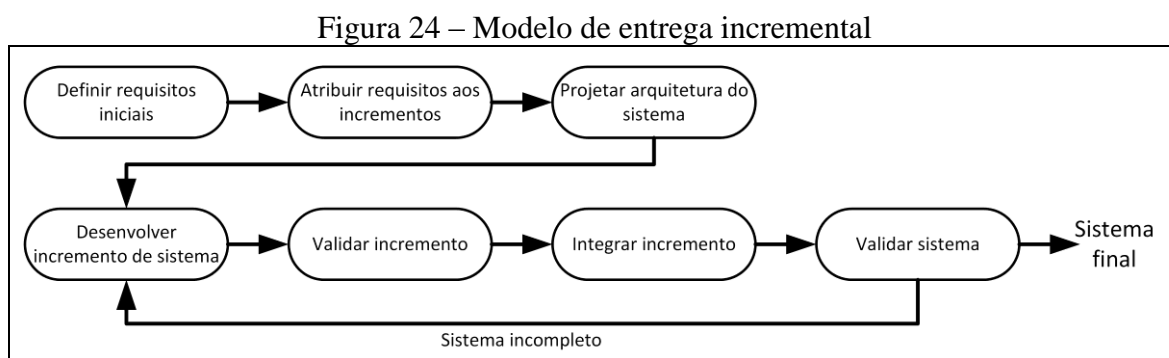 Figura 24 – Modelo de entrega incremental
Definir requisitos
iniciais
Atribuir requisitos aos
incrementos
Projetar arquitetura do
sistema
Desenvolver
incremento de sistema
Validar incremento
Integrar incremento
Validar sistema
Sistema
final
Sistema incompleto